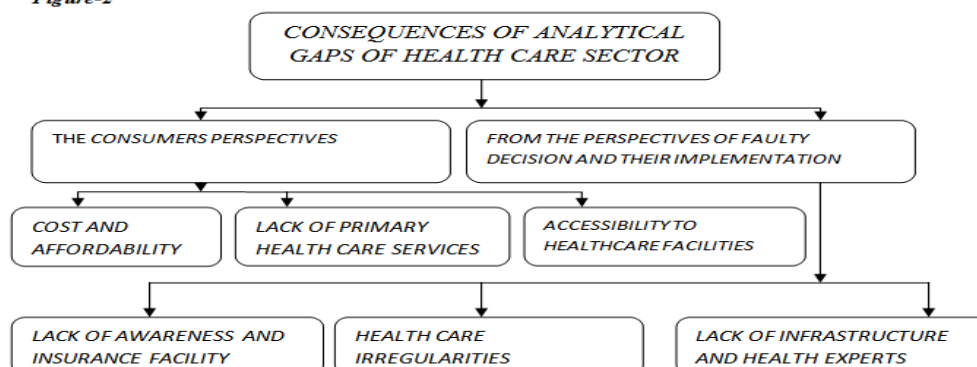 Figure-2
CONSEQUENCES OF ANALYTICAL
GAPS OF HEALTH CARE SECTOR
THE CONSUMERS PERSPECTIVES
FROM THE PERSPECTIVES OF FAULTY
DECISION AND THEIR IMPLEMENTATION
COST AND
AFFORDABILITY
LACK OF PRIMARY
HEALTH CARE SERVICES
ACCESSIBILITY TO
HEALTHCARE FACILITIES
LACK OF AWARENESS AND
INSURANCE FACILITY
HEALTH CARE
IRREGULARITIES
LACK OF INFRASTRUCTURE
AND HEALTH EXPERTS